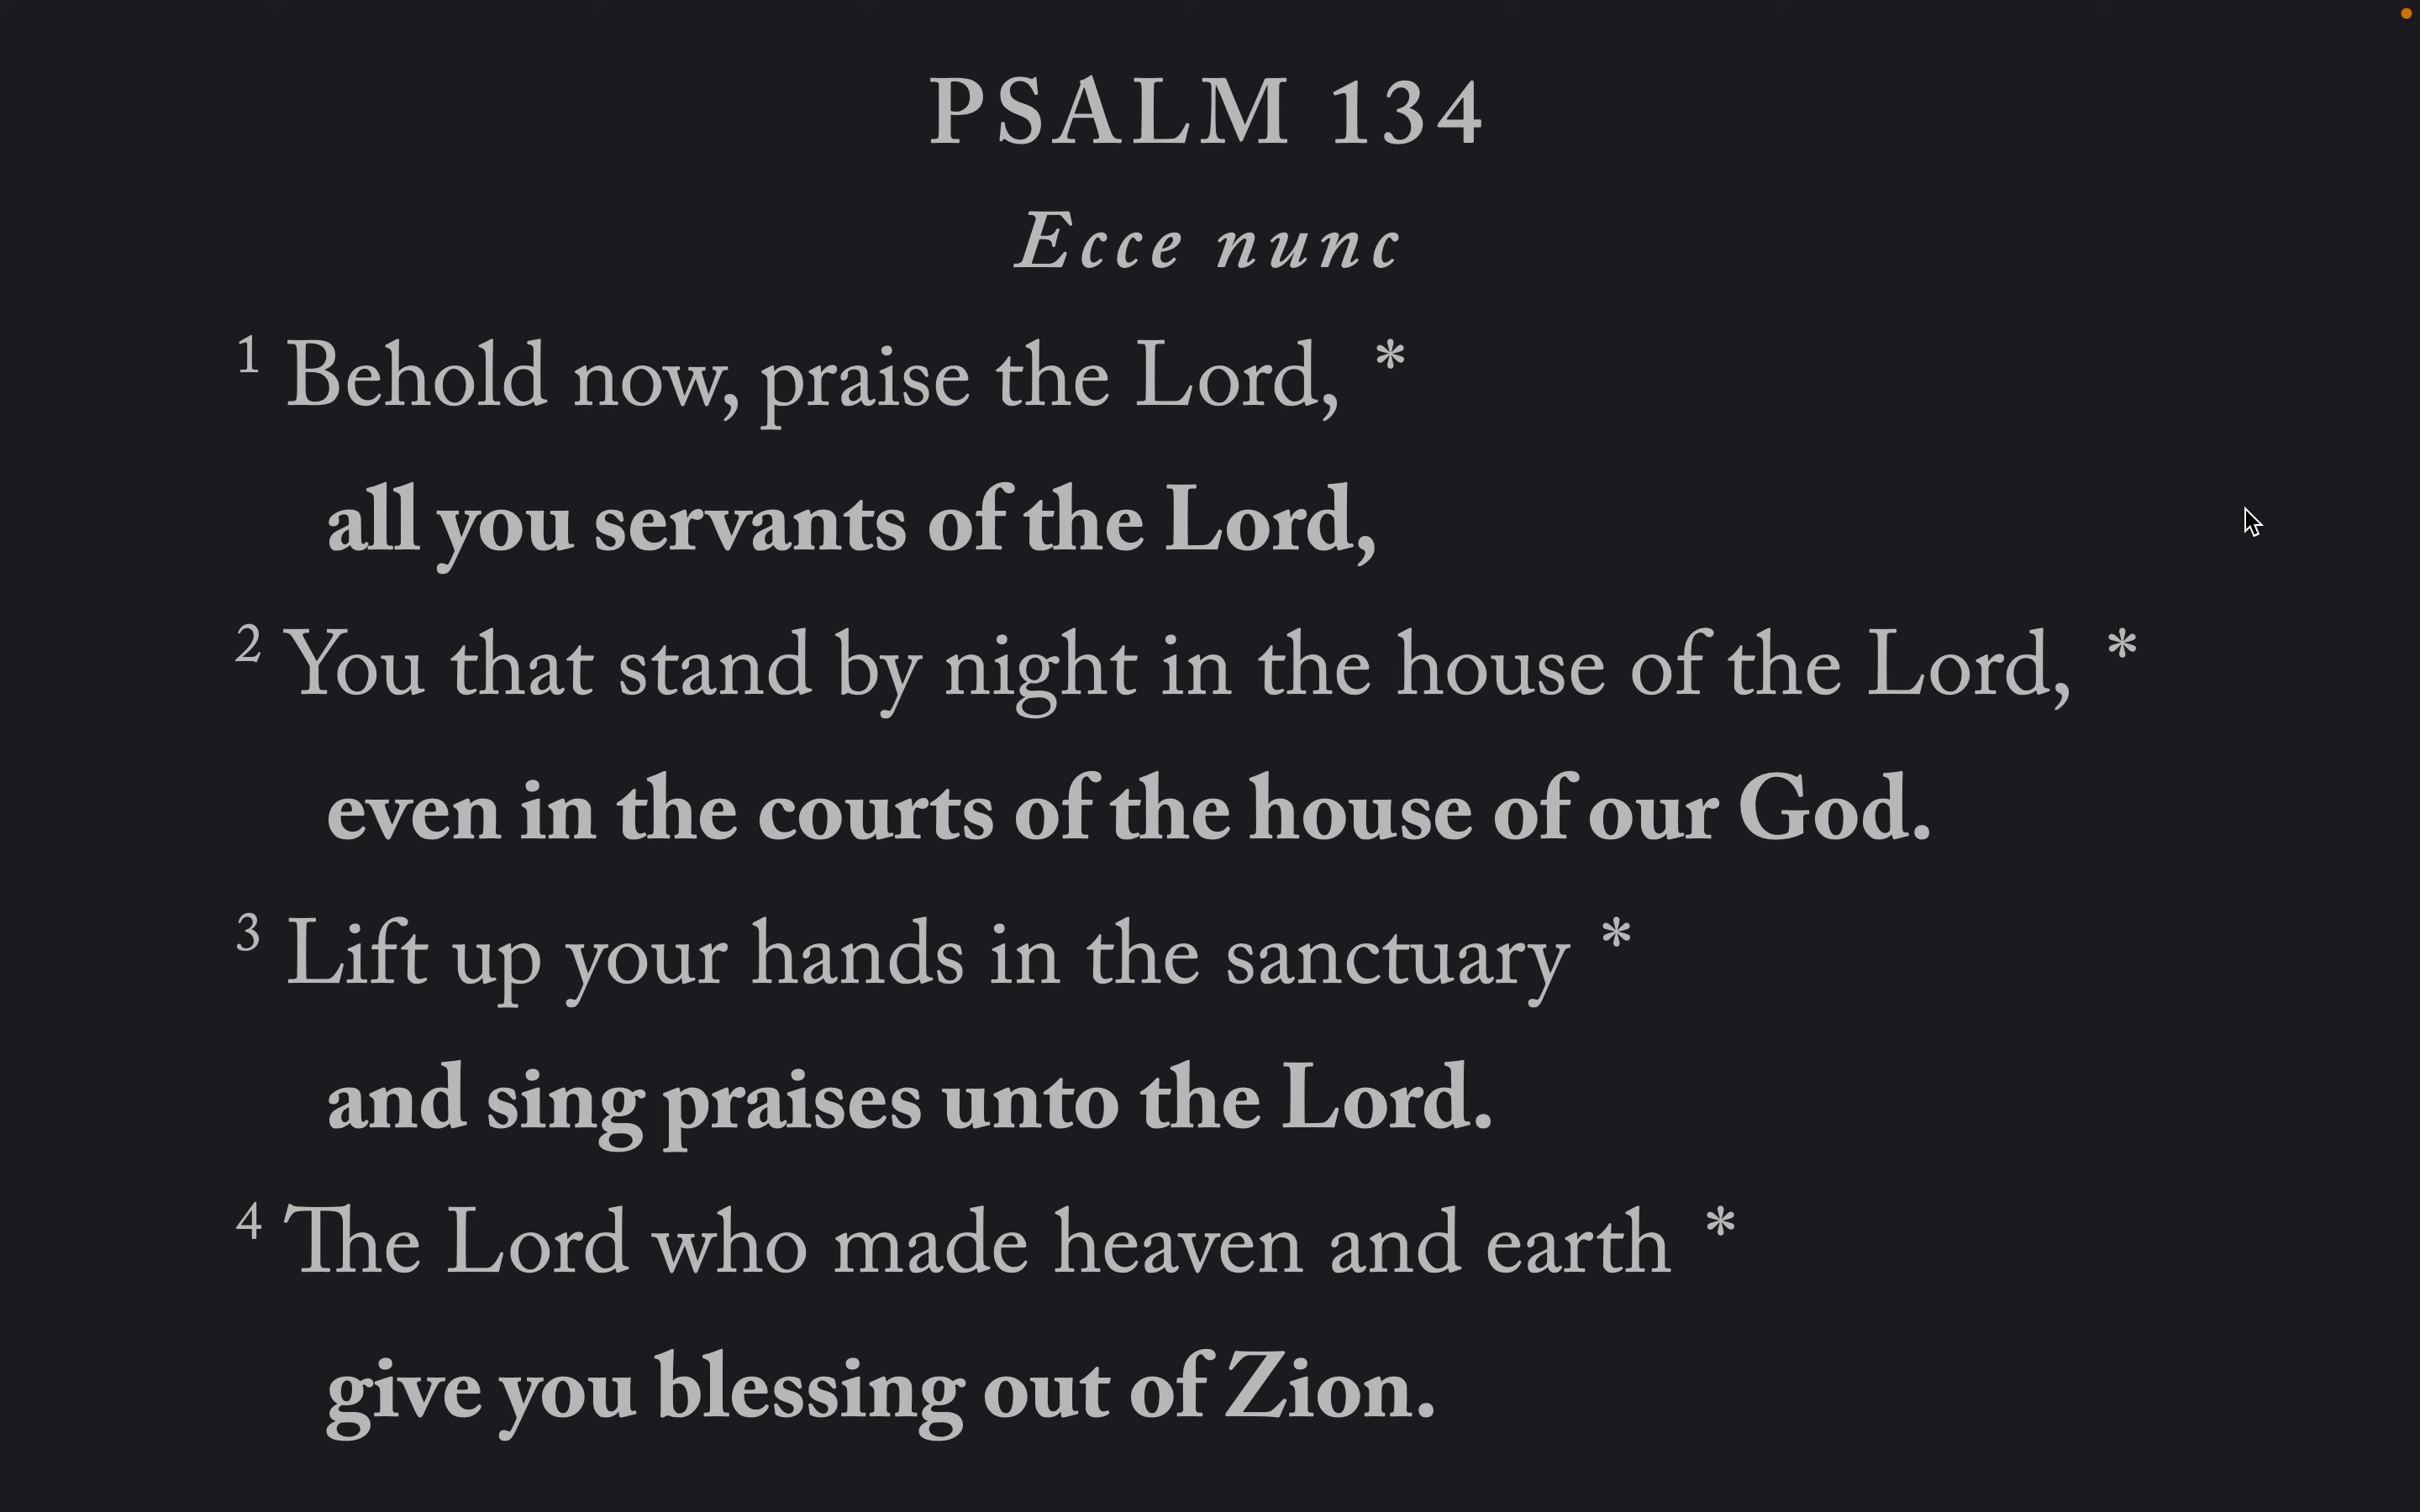 PSALM 134
Ecce nunc
1 Behold now, praise the Lord, *
all you servants of the Lord,
2 You that stand by night in the house of the Lord, *
even in the courts of the house of our God.
3 Lift up your hands in the sanctuary *
and sing praises unto the Lord.
4 The Lord who made heaven and earth *
give you blessing out of Zion.